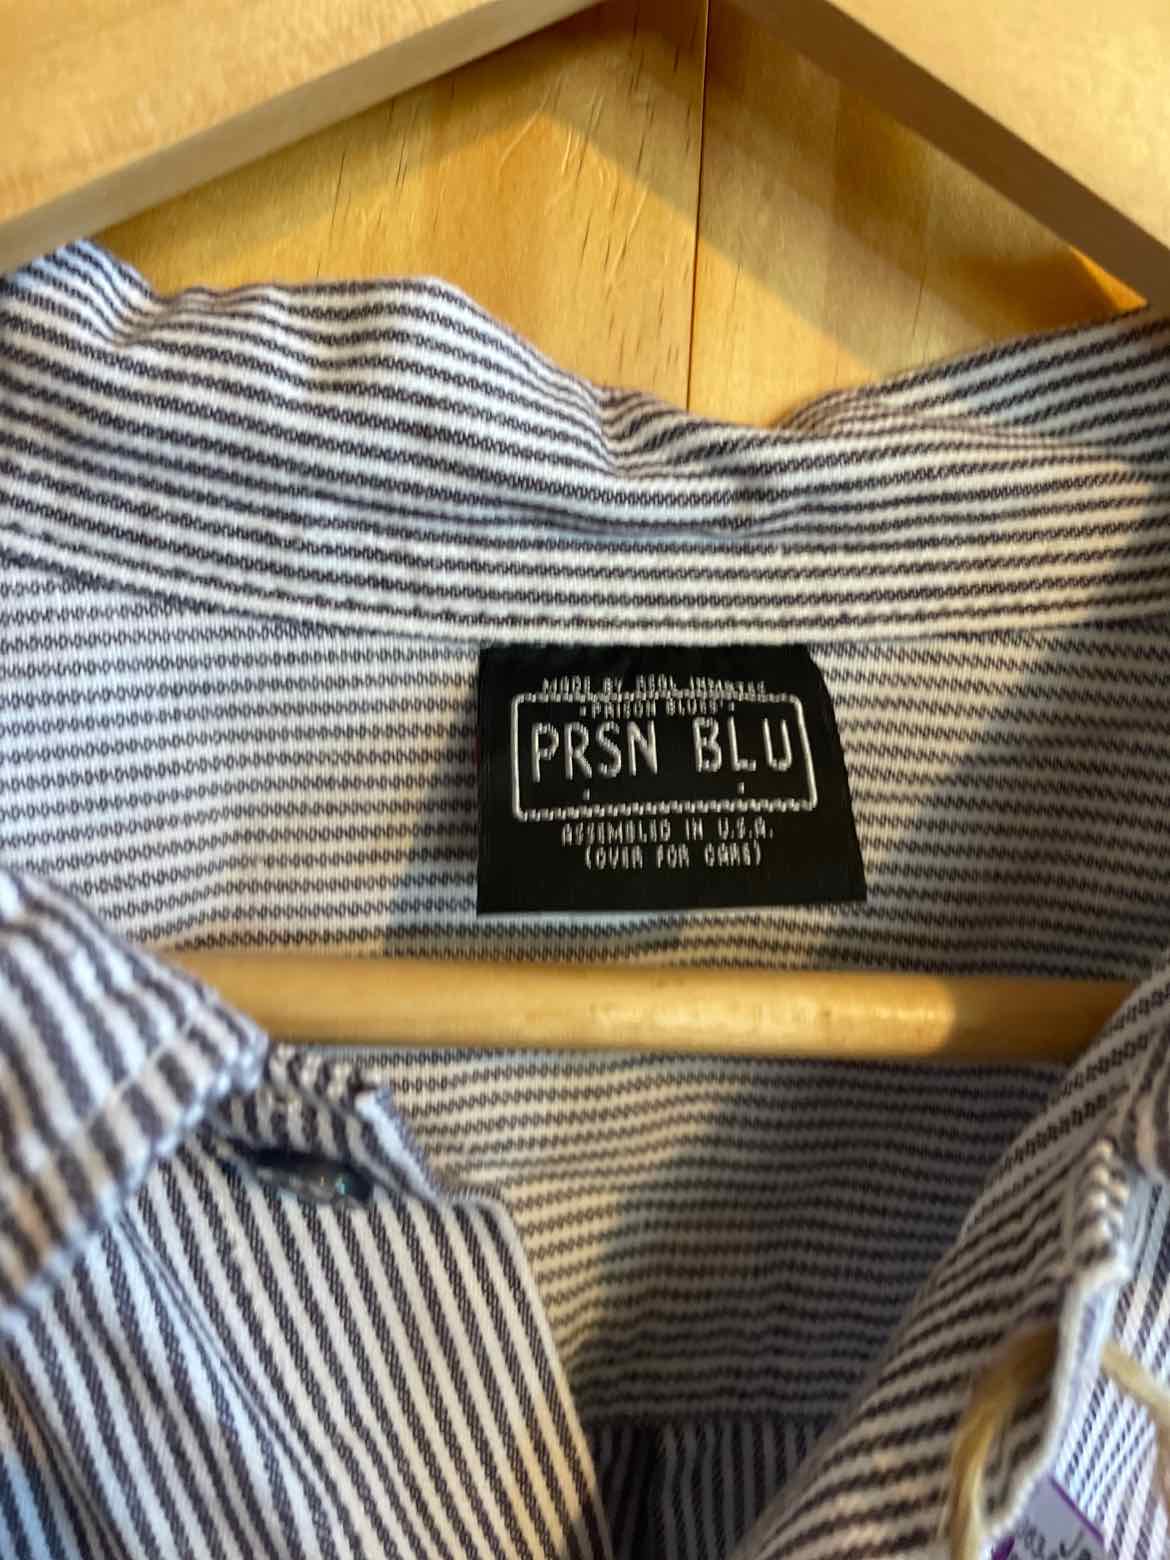 MADE BY REAL INMATES
· PRISON BLUES ·
PRSN BLU
ASSEMBLED IN U.S.A.
(OVER FOR CARE)